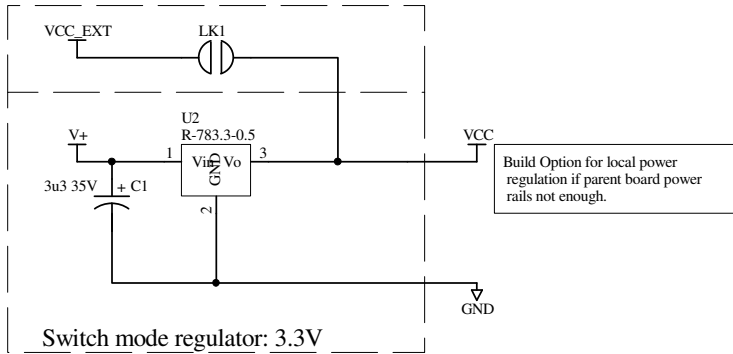 VCC_EXT
LK1
U2
R-783.3-0.5
V+
1
Vin
Vo
GND
3
VCC
3u3 35V
+
C1
2
Build Option for local power
regulation if parent board power
rails not enough.
GND
Switch mode regulator: 3.3V